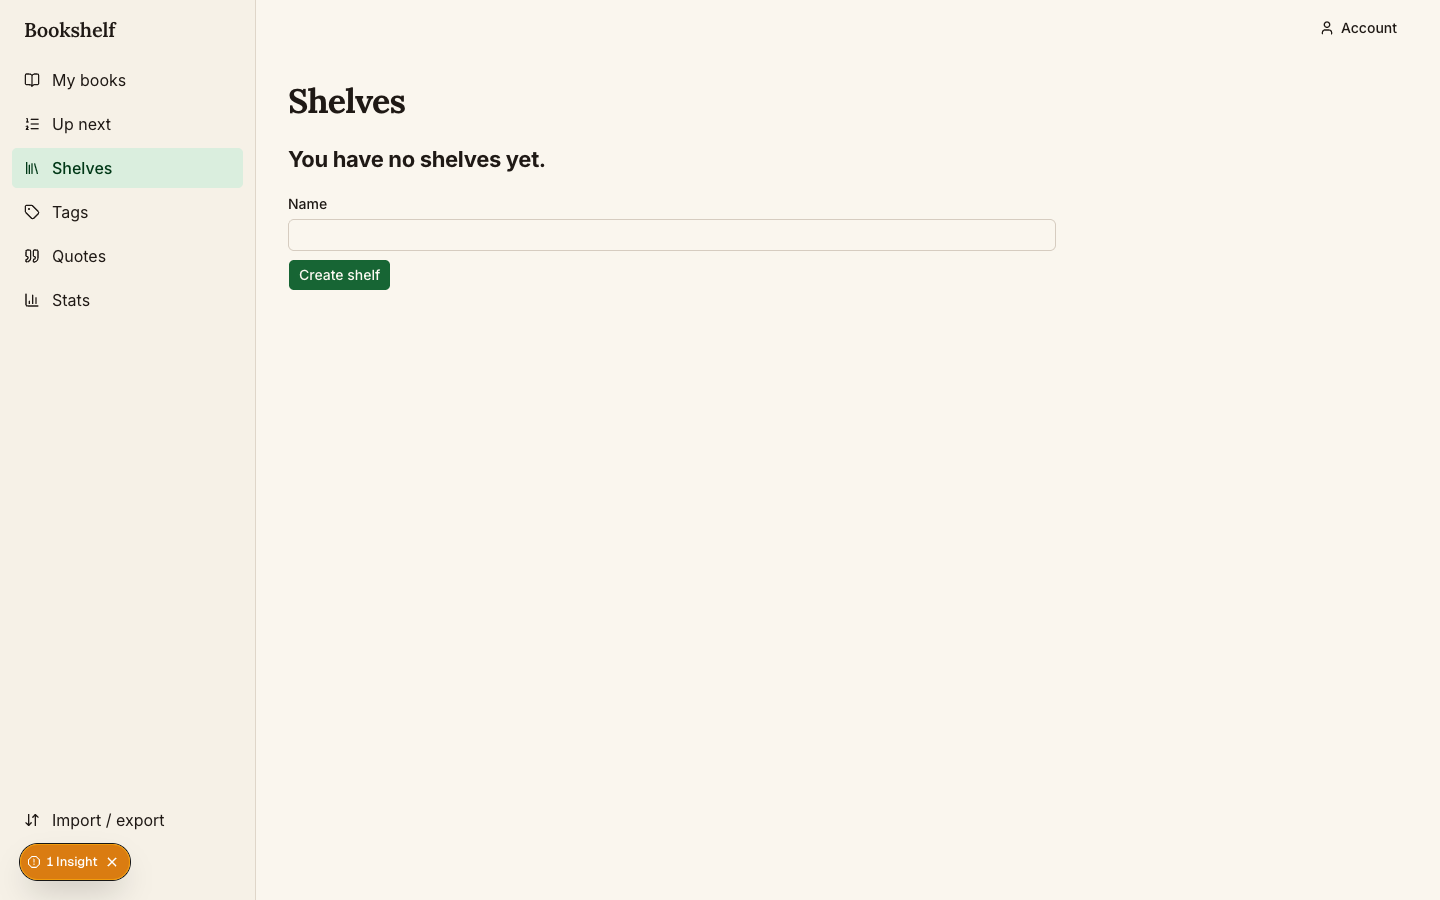 Bookshelf
My books
Up next
Shelves
Tags
Quotes
Stats
Import / export
1 Insight
Account
Shelves
You have no shelves yet.
Name
Create shelf